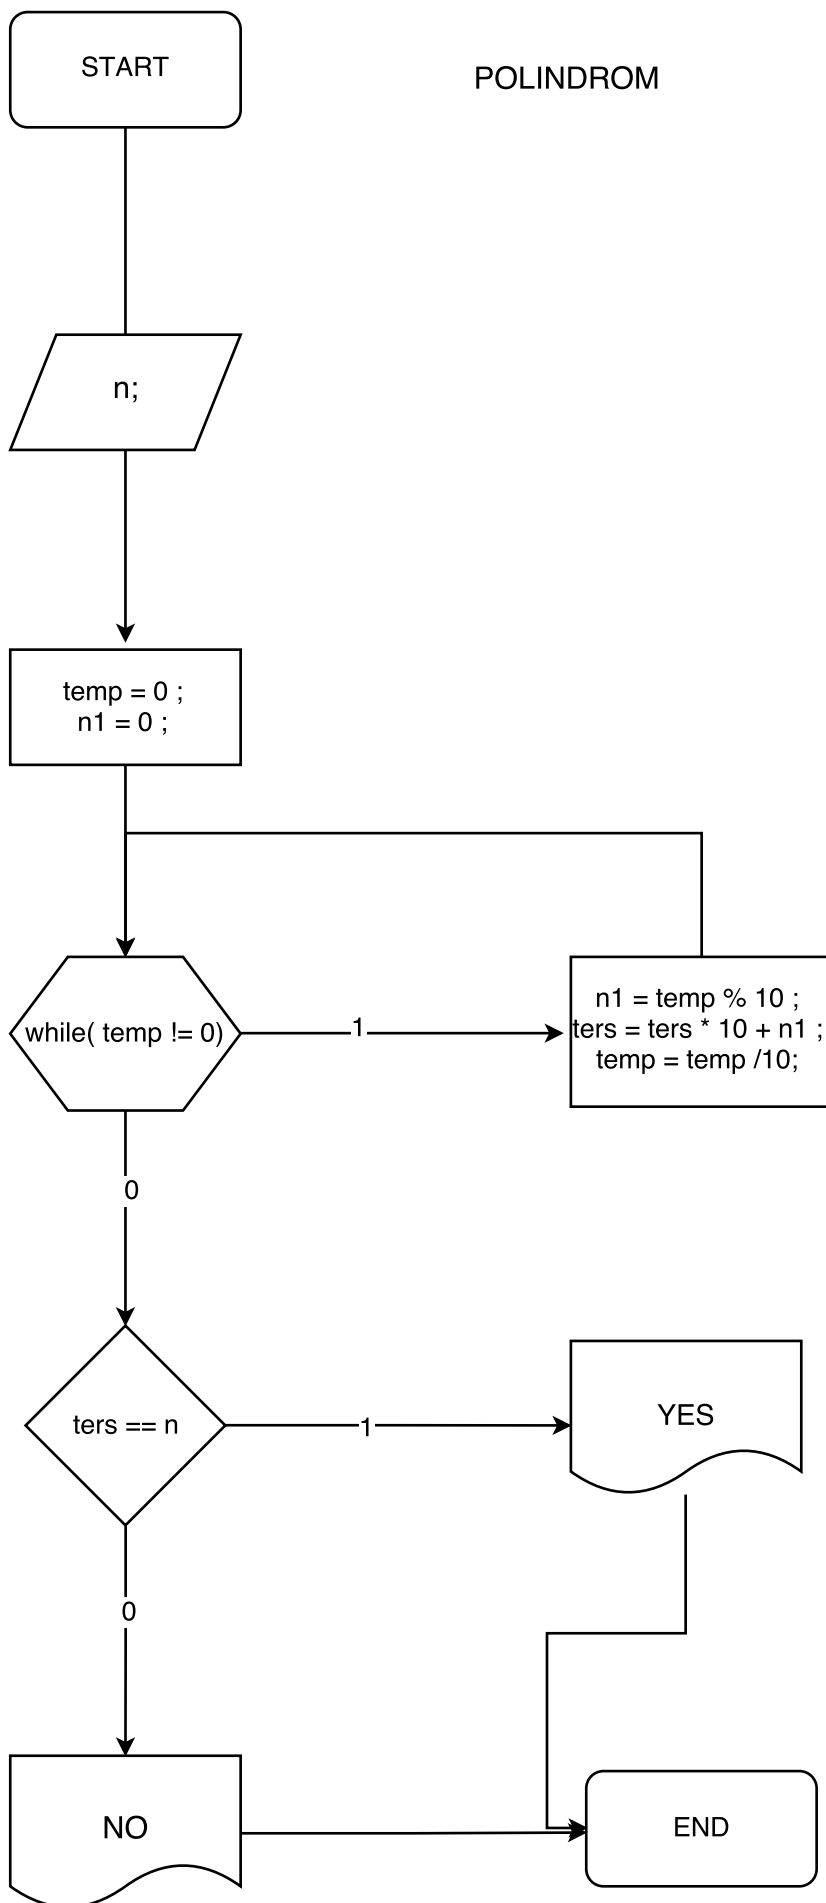 START
POLINDROM
n;
temp = 0 ;
n1 = 0 ;
while( temp != 0)
1
n1 = temp % 10 ;
ters = ters * 10 + n1 ;
temp = temp /10;
0
ters == n
1
YES
0
NO
END